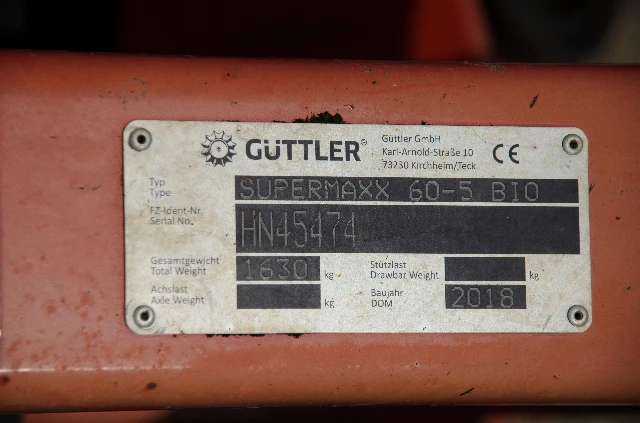 GÜTTLER
Güttler GmbH
Karl-Arnold-Straße 10
73230 Kirchheim/Teck
CE
Typ
Type
SUPERMAXX 60-5 BIO
FZ-Ident-Nr.
Serial No.
HN45474
Gesamtgewicht
Total Weight
1630 kg
Stützlast
Drawbar Weight
kg
Achslast
Axle Weight
kg
Baujahr
DOM
2018